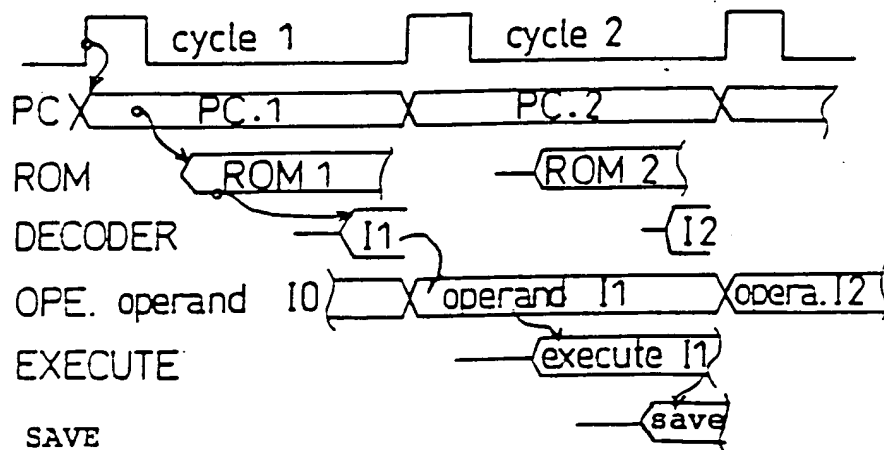 cycle 1 cycle 2
PC PC.1 PC.2
ROM ROM 1 ROM 2
DECODER I1 I2
OPE. operand I0 operand I1 opera.I2
EXECUTE execute I1
SAVE save